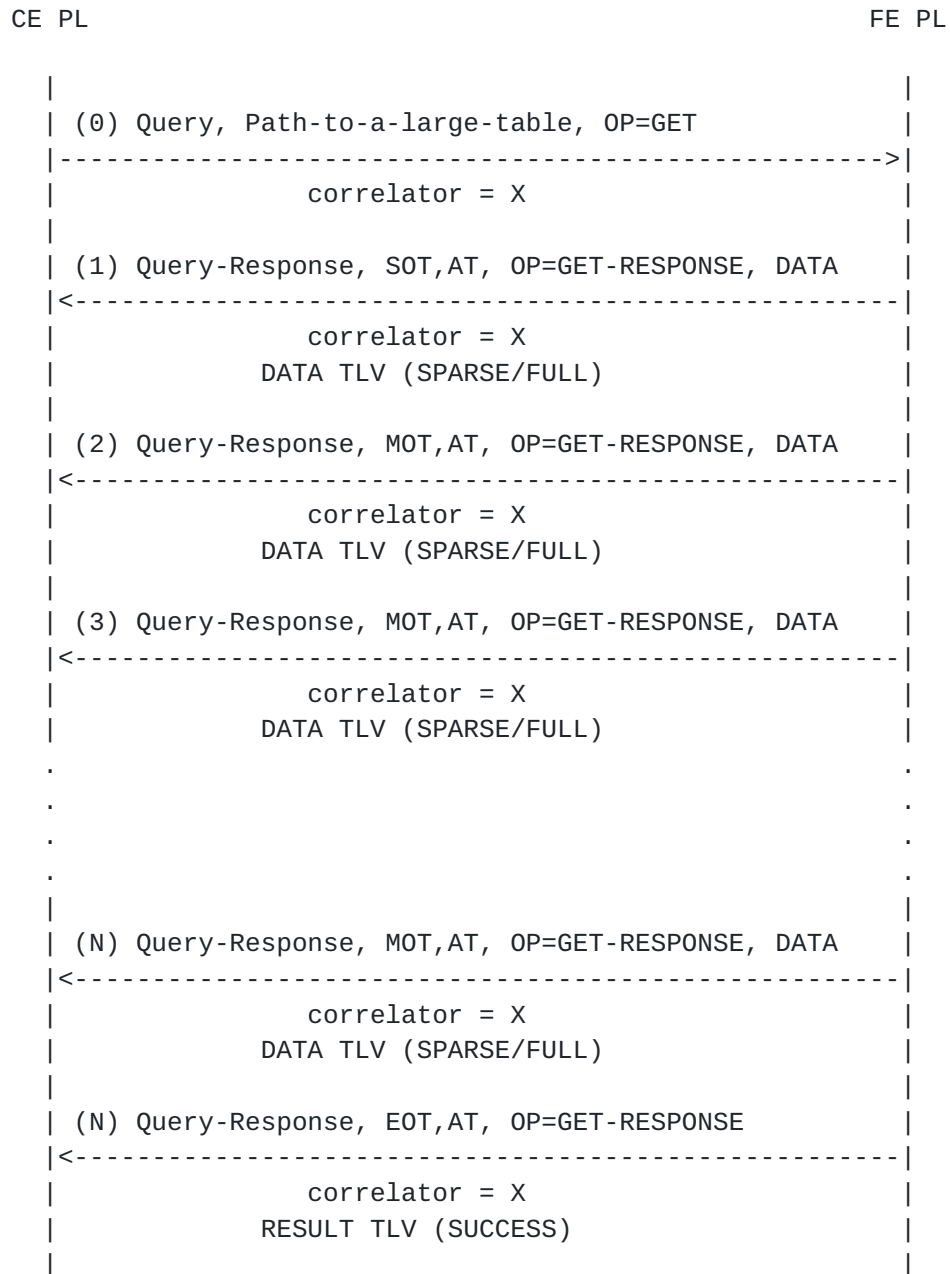 CE PL                                                  FE PL

  |                                                      |
  | (0) Query, Path-to-a-large-table, OP=GET             |
  |----------------------------------------------------->|
  |                correlator = X                        |
  |                                                      |
  | (1) Query-Response, SOT,AT, OP=GET-RESPONSE, DATA    |
  |<-----------------------------------------------------|
  |                correlator = X                        |
  |             DATA TLV (SPARSE/FULL)                   |
  |                                                      |
  | (2) Query-Response, MOT,AT, OP=GET-RESPONSE, DATA    |
  |<-----------------------------------------------------|
  |                correlator = X                        |
  |             DATA TLV (SPARSE/FULL)                   |
  |                                                      |
  | (3) Query-Response, MOT,AT, OP=GET-RESPONSE, DATA    |
  |<-----------------------------------------------------|
  |                correlator = X                        |
  |             DATA TLV (SPARSE/FULL)                   |
  .                                                      .
  .                                                      .
  .                                                      .
  .                                                      .
  |                                                      |
  | (N) Query-Response, MOT,AT, OP=GET-RESPONSE, DATA    |
  |<-----------------------------------------------------|
  |                correlator = X                        |
  |             DATA TLV (SPARSE/FULL)                   |
  |                                                      |
  | (N) Query-Response, EOT,AT, OP=GET-RESPONSE          |
  |<-----------------------------------------------------|
  |                correlator = X                        |
  |             RESULT TLV (SUCCESS)                     |
  |                                                      |